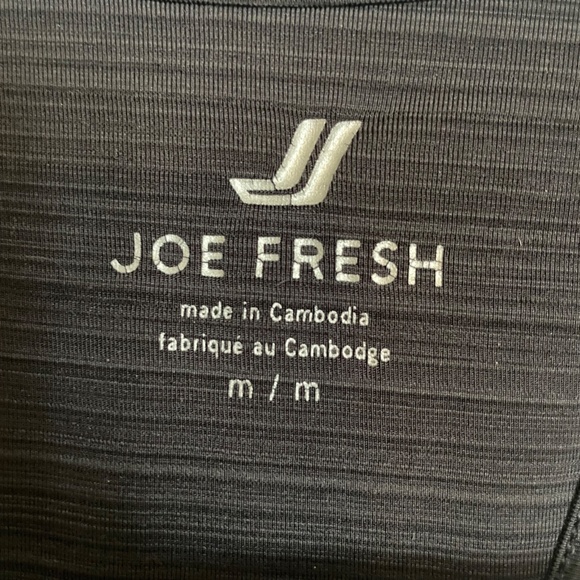 JOE FRESH
made in Cambodia
fabriqué au Cambodge
m / m